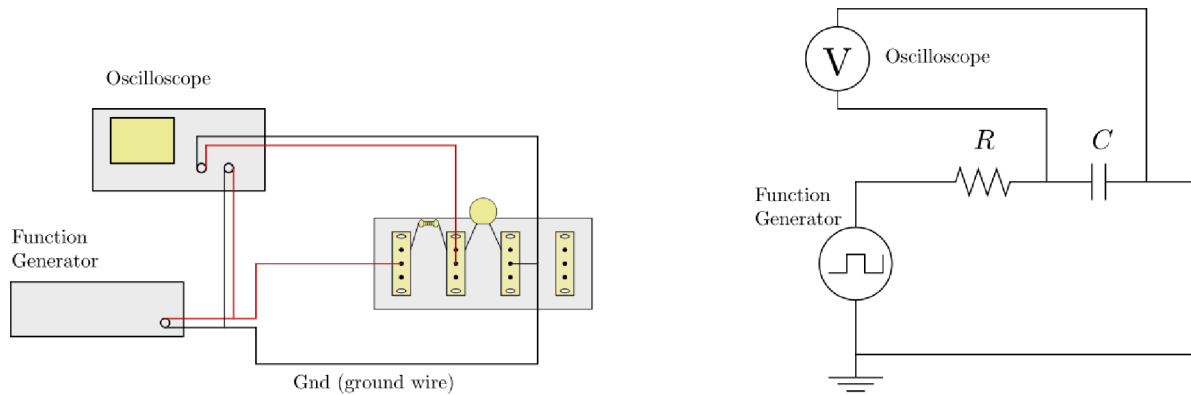 Oscilloscope
Function
Generator
Gnd (ground wire)
V
Oscilloscope
R
C
Function
Generator